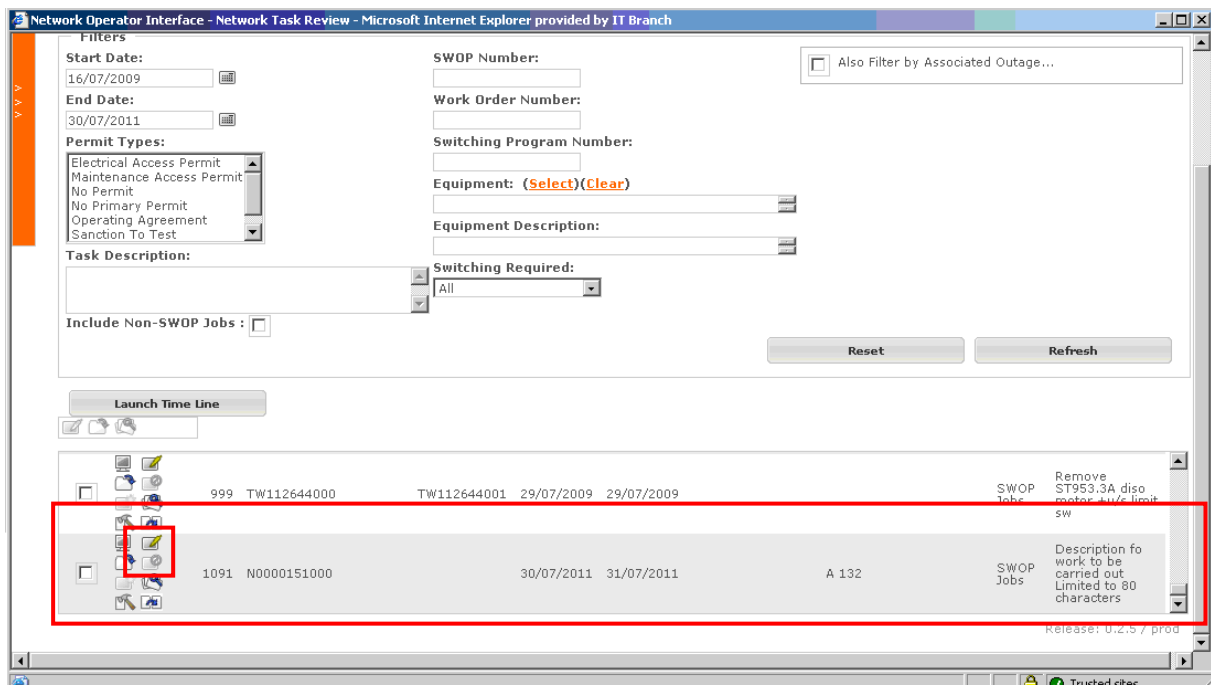 Network Operator Interface - Network Task Review - Microsoft Internet Explorer provided by IT Branch
Filters
Start Date:
16/07/2009
End Date:
30/07/2011
Permit Types:
Electrical Access Permit
Maintenance Access Permit
No Permit
No Primary Permit
Operating Agreement
Sanction To Test
Task Description:
Include Non-SWOP Jobs :
SWOP Number:
Work Order Number:
Switching Program Number:
Equipment: (Select)(Clear)
Equipment Description:
Switching Required:
All
Also Filter by Associated Outage...
Reset Refresh
Launch Time Line
999 TW112644000 TW112644001 29/07/2009 29/07/2009 SWOP Jobs
Remove
ST953.3A diso
motor +u/s limit
sw
1091 N0000151000 30/07/2011 31/07/2011 A 132 SWOP Jobs
Description fo
work to be
carried out
Limited to 80
characters
Release: 0.2.5 / prod
Trusted sites